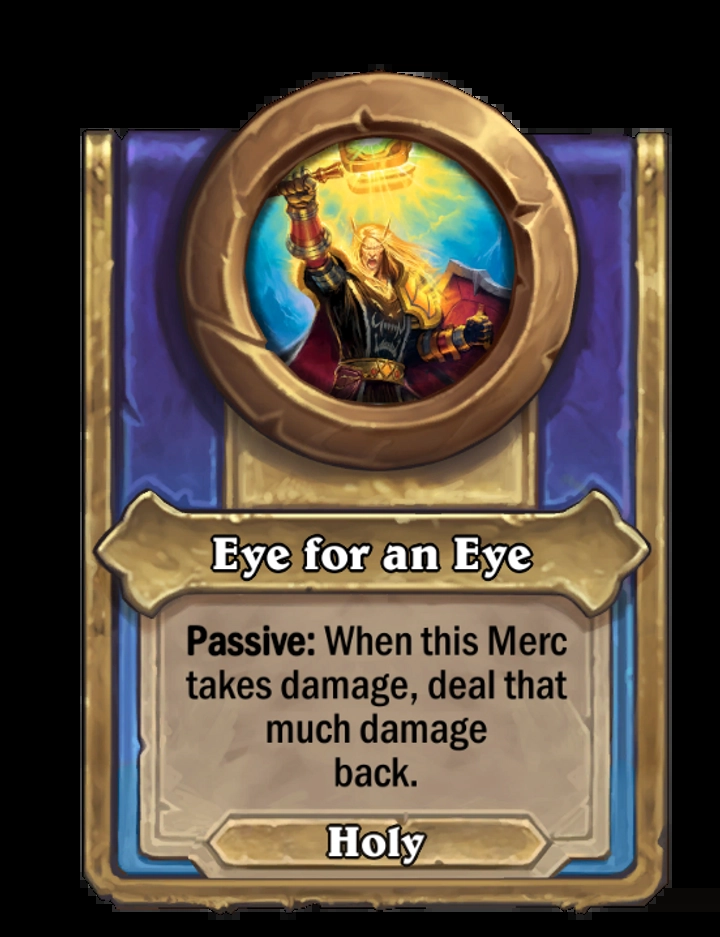 Eye for an Eye
Passive: When this Merc
takes damage, deal that
much damage
back.
Holy